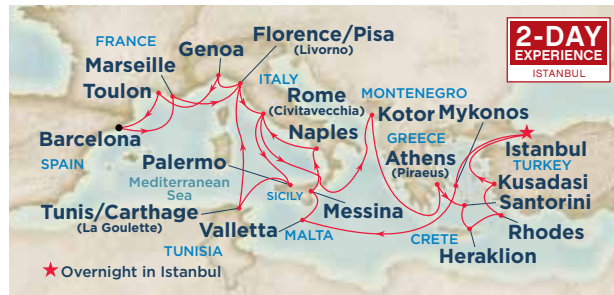 2-DAY
EXPERIENCE
ISTANBUL
Florence/Pisa
(Livorno)
FRANCE
Genoa
Marseille
Toulon
ITALY
Rome
(Civitavecchia)
MONTENEGRO
Kotor
Mykonos
Naples
GREECE
Athens
(Piraeus)
Istanbul
TURKEY
Barcelona
SPAIN
Palermo
Mediterranean
Sea
SICILY
Kusadasi
Santorini
Tunis/Carthage
(La Goulette)
Messina
Valletta
MALTA
Rhodes
CRETE
Heraklion
TUNISIA
Overnight in Istanbul